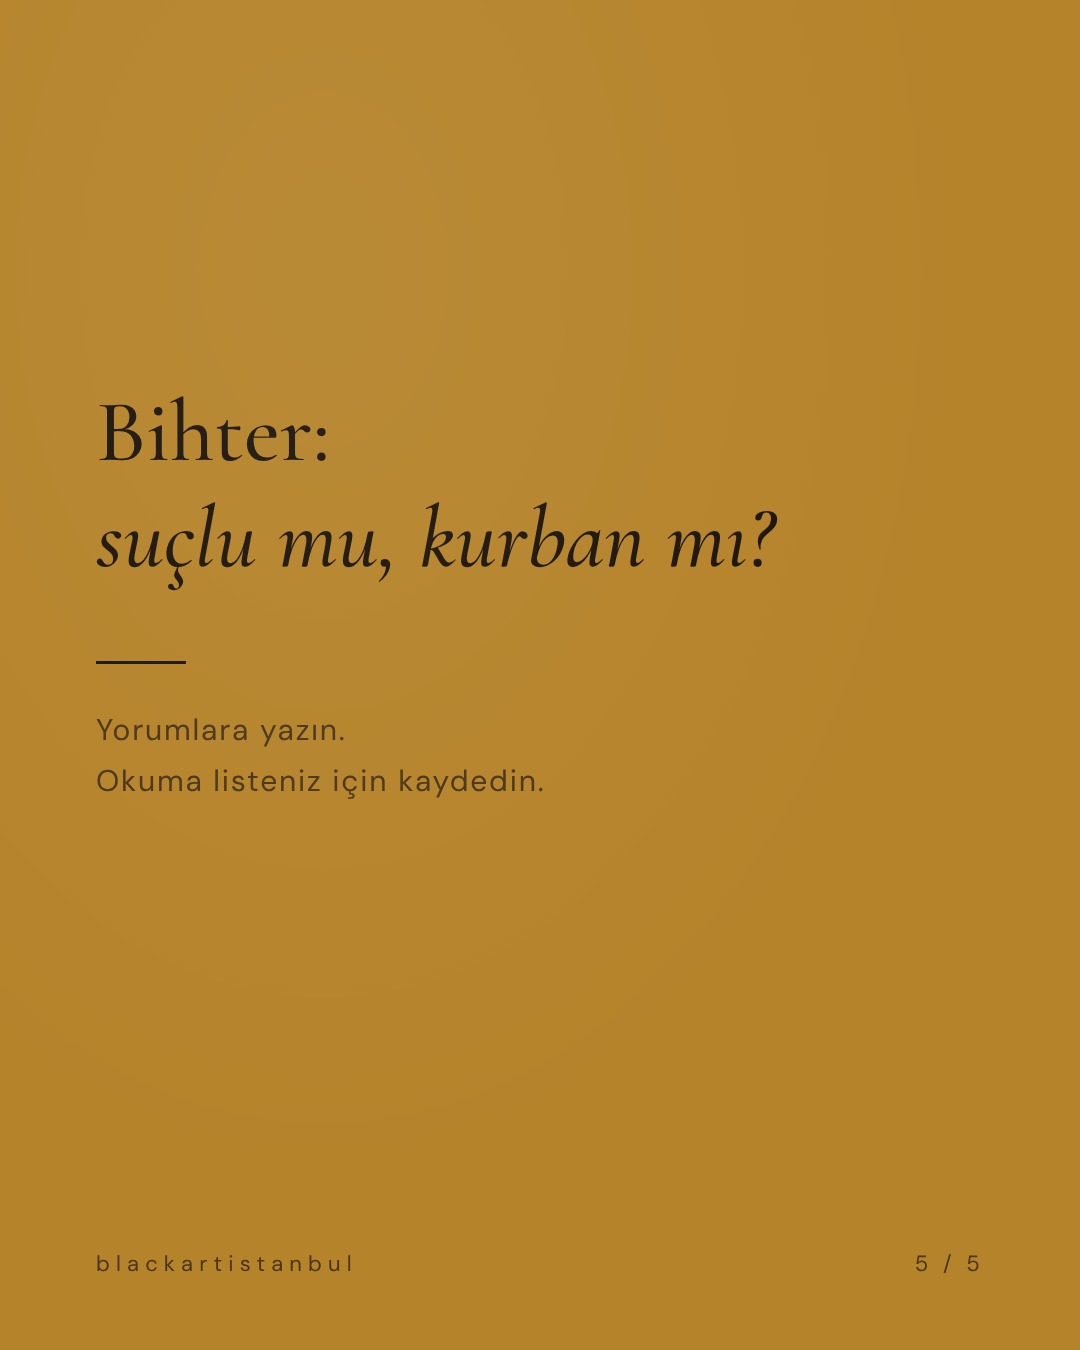 Bihter:
suçlu mu, kurban mı?
Yorumlara yazın.
Okuma listeniz için kaydedin.
blackartistanbul
5 / 5